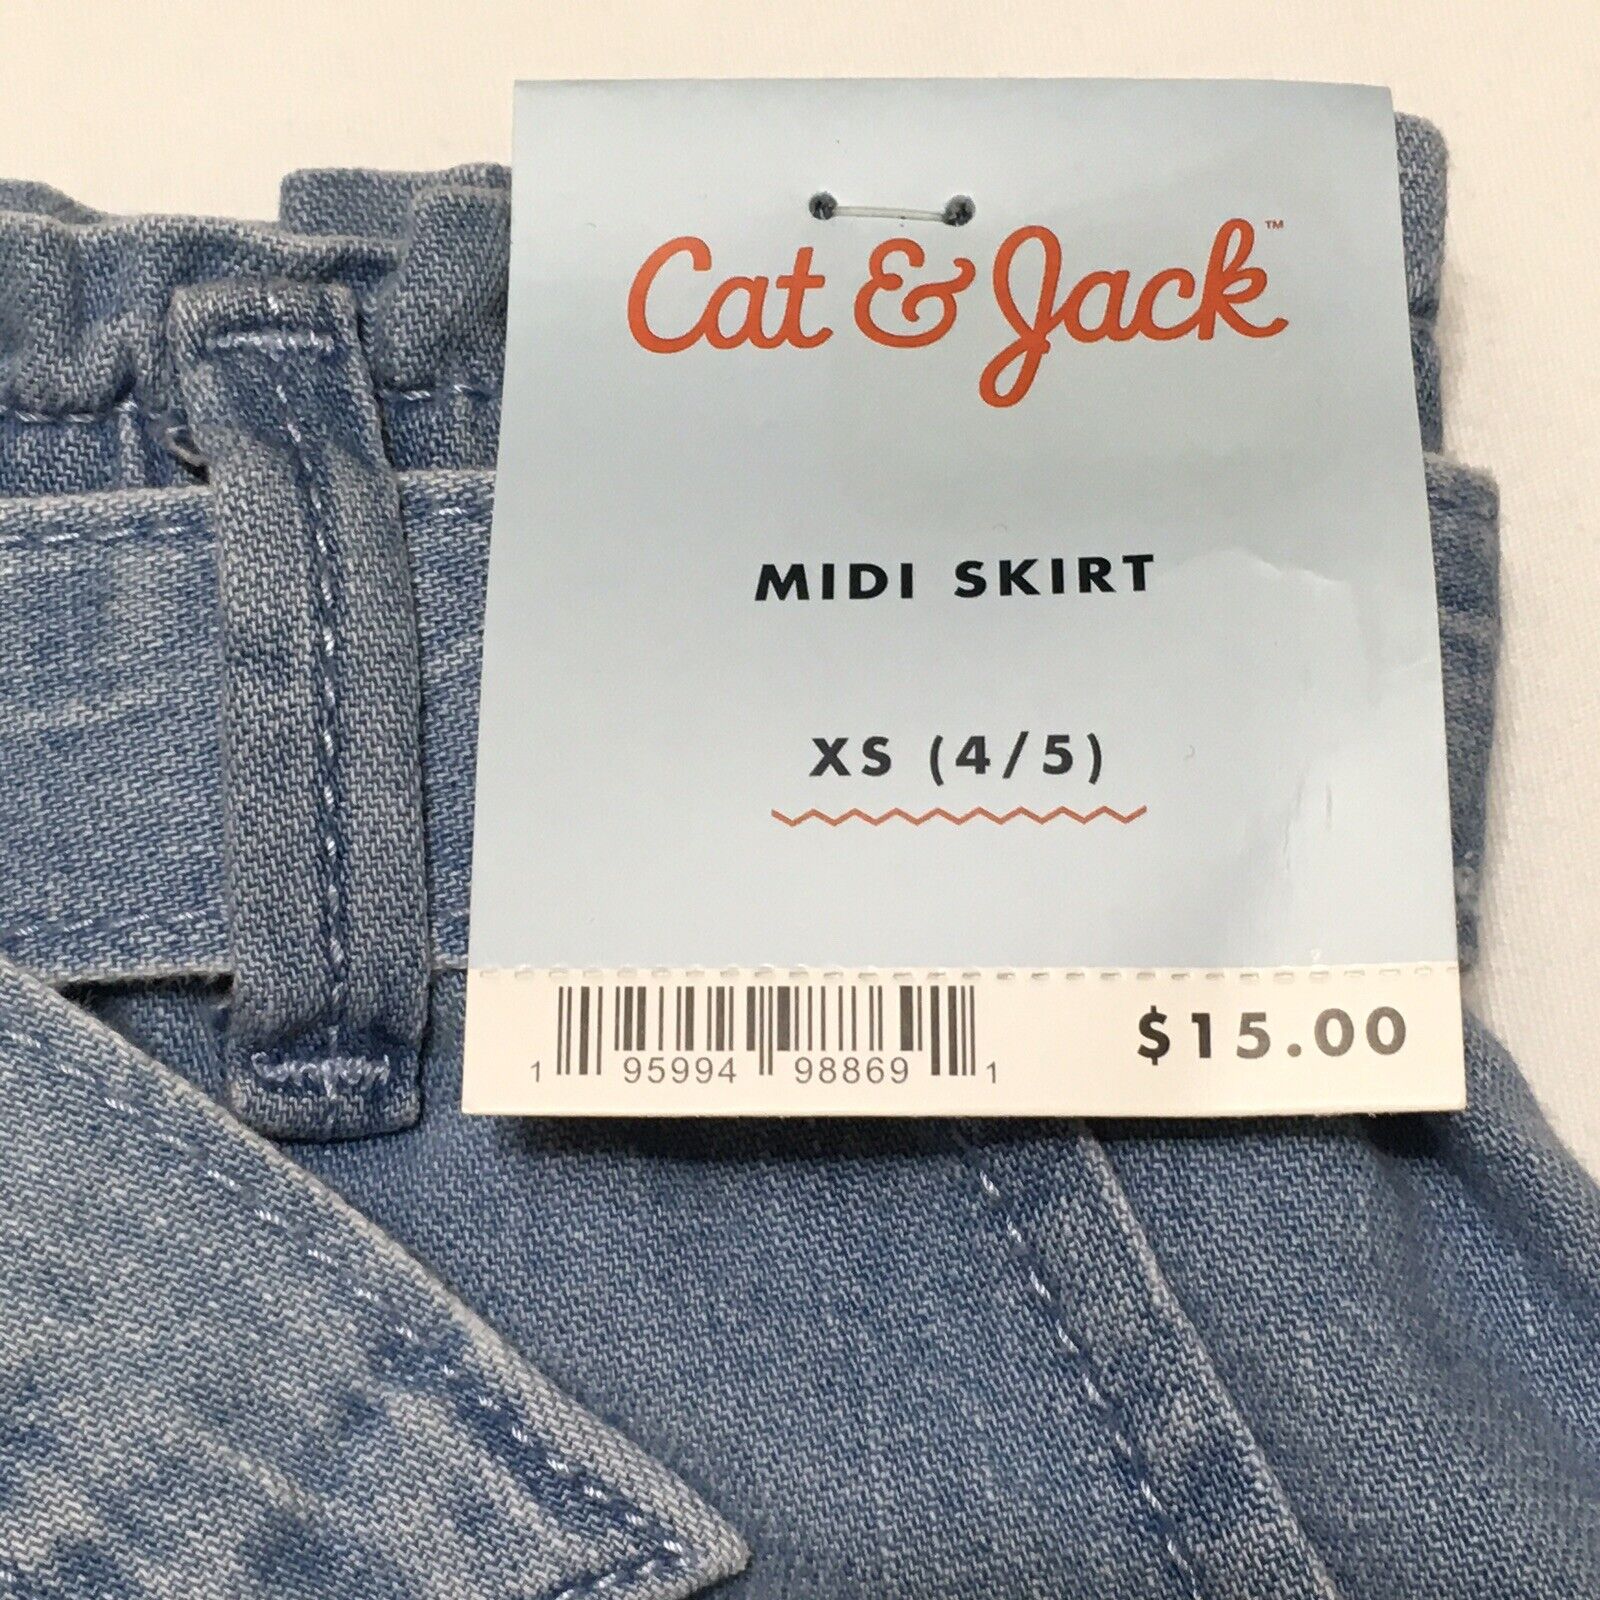 Cat & Jack™
MIDI SKIRT
XS (4/5)
1 95994 98869 1
$15.00